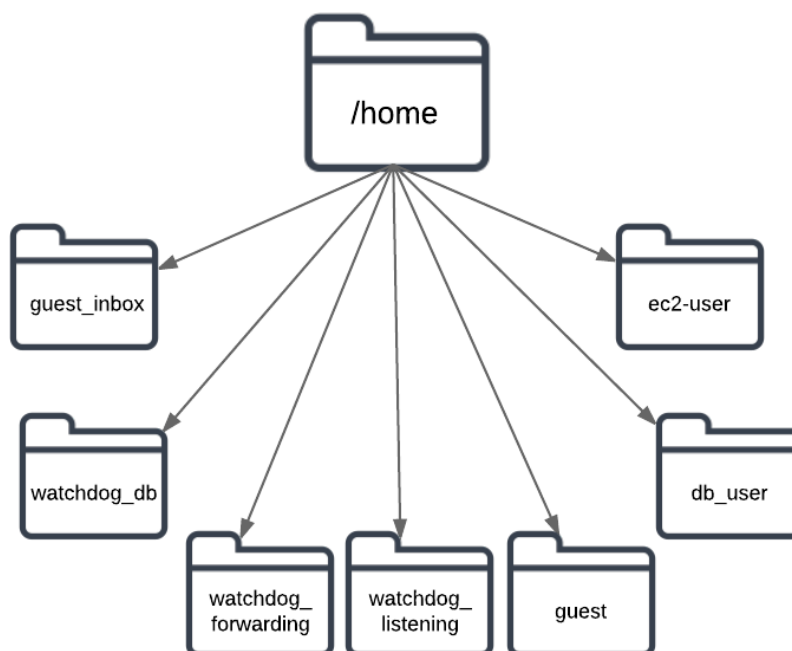 /home
guest_inbox
ec2-user
watchdog_db
db_user
watchdog_
forwarding
watchdog_
listening
guest